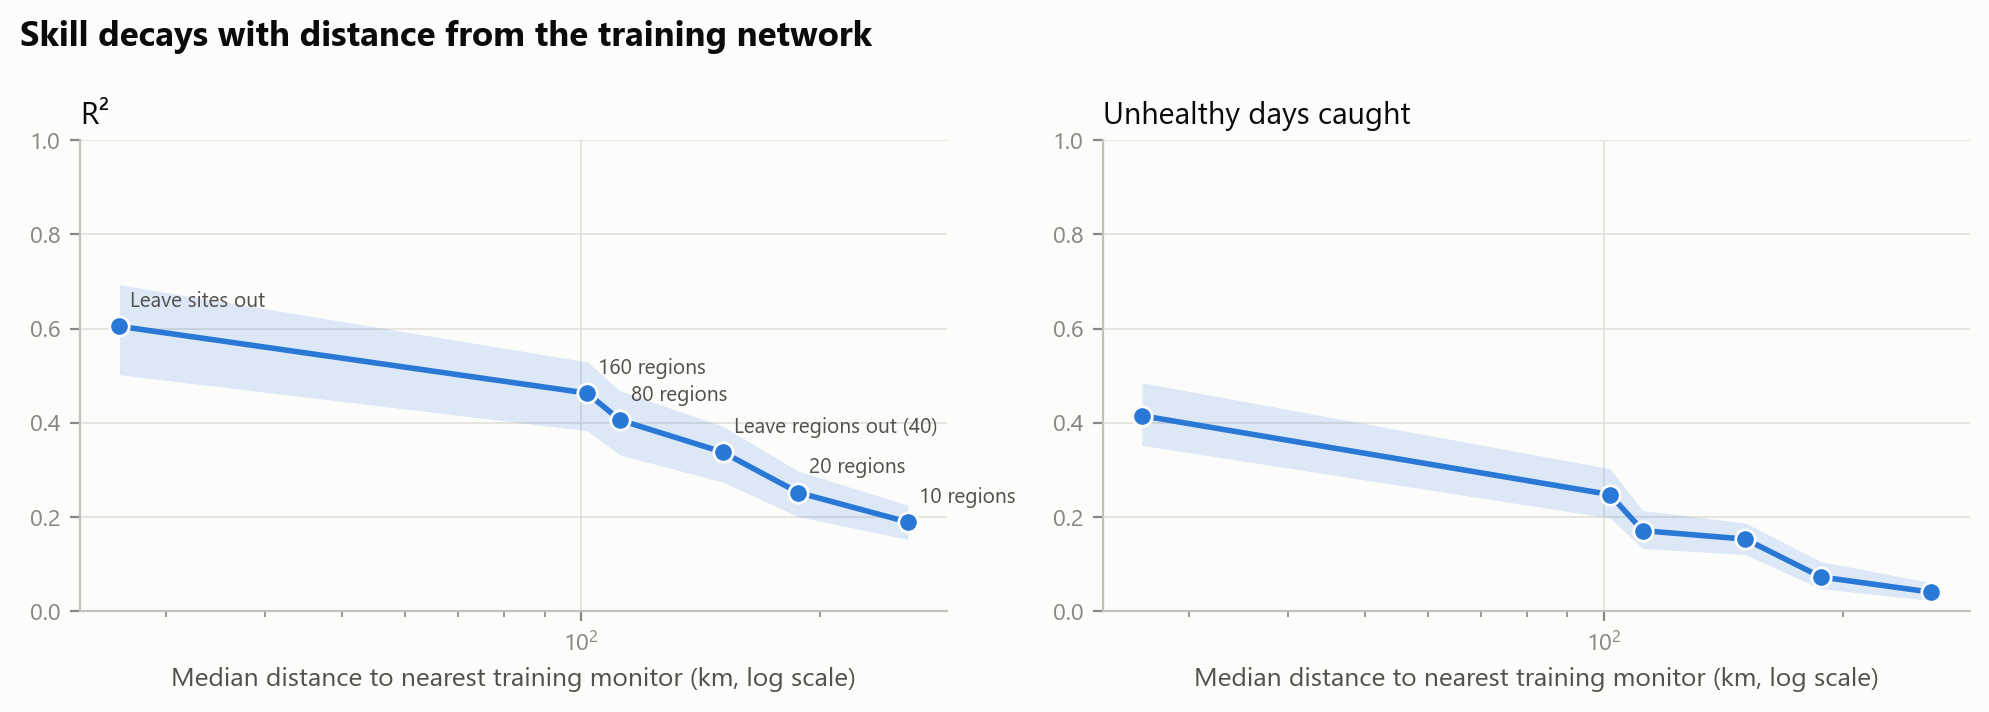 Skill decays with distance from the training network
R²
1.0
0.8
0.6
0.4
0.2
0.0
Leave sites out
160 regions
80 regions
Leave regions out (40)
20 regions
10 regions
10²
Median distance to nearest training monitor (km, log scale)
Unhealthy days caught
1.0
0.8
0.6
0.4
0.2
0.0
10²
Median distance to nearest training monitor (km, log scale)